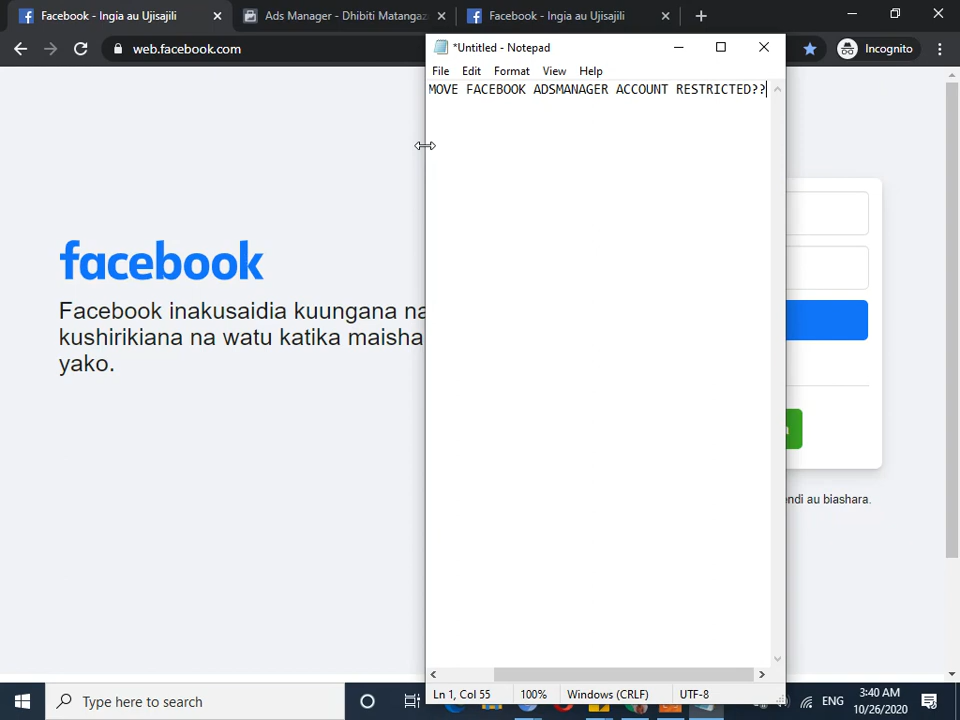 Facebook - Ingia au Ujisajili
Ads Manager - Dhibiti Matangaz
Facebook - Ingia au Ujisajili
web.facebook.com
Incognito
*Untitled - Notepad
File Edit Format View Help
MOVE FACEBOOK ADSMANAGER ACCOUNT RESTRICTED??
facebook
Facebook inakusaidia kuungana na
kushirikiana na watu katika maisha
yako.
endi au biashara.
Ln 1, Col 55 100% Windows (CRLF) UTF-8
Type here to search
ENG
3:40 AM
10/26/2020